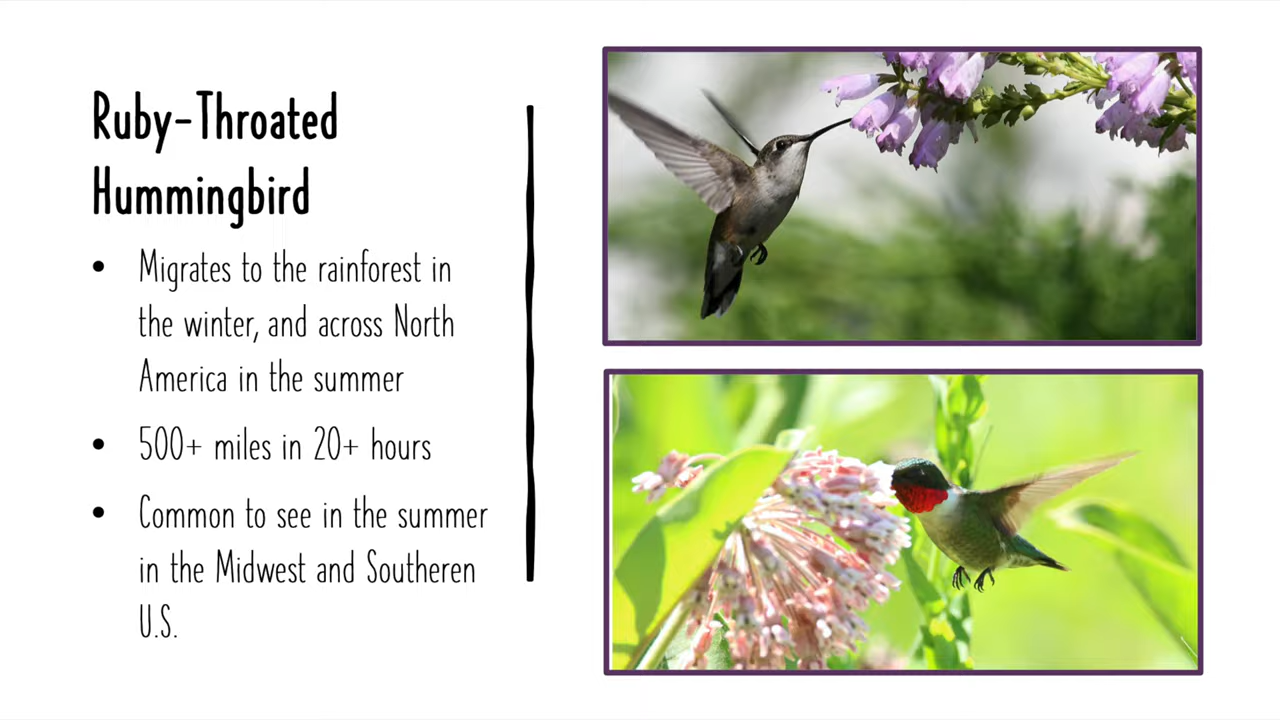 Ruby-Throated
Hummingbird
• Migrates to the rainforest in
the winter, and across North
America in the summer
• 500+ miles in 20+ hours
• Common to see in the summer
in the Midwest and Southeren
U.S.